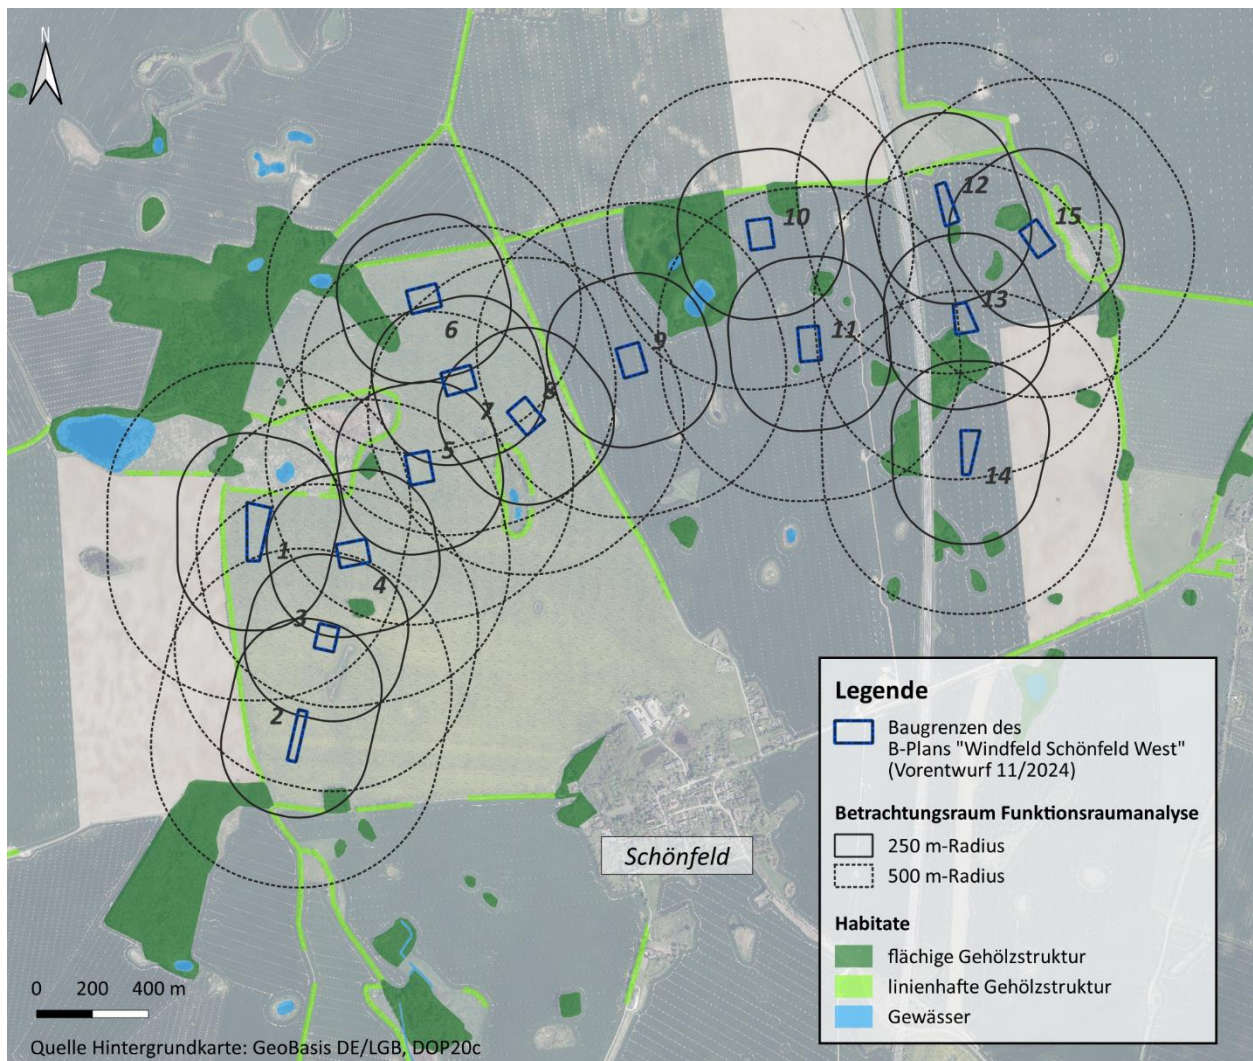 N
12
15
10
13
11
9
6
8
7
5
14
1
4
3
2
Schönfeld
Legende
Baugrenzen des
B-Plans "Windfeld Schönfeld West"
(Vorentwurf 11/2024)
Betrachtungsraum Funktionsraumanalyse
250 m-Radius
500 m-Radius
Habitate
flächige Gehölzstruktur
linienhafte Gehölzstruktur
Gewässer
0 200 400 m
Quelle Hintergrundkarte: GeoBasis DE/LGB, DOP20c